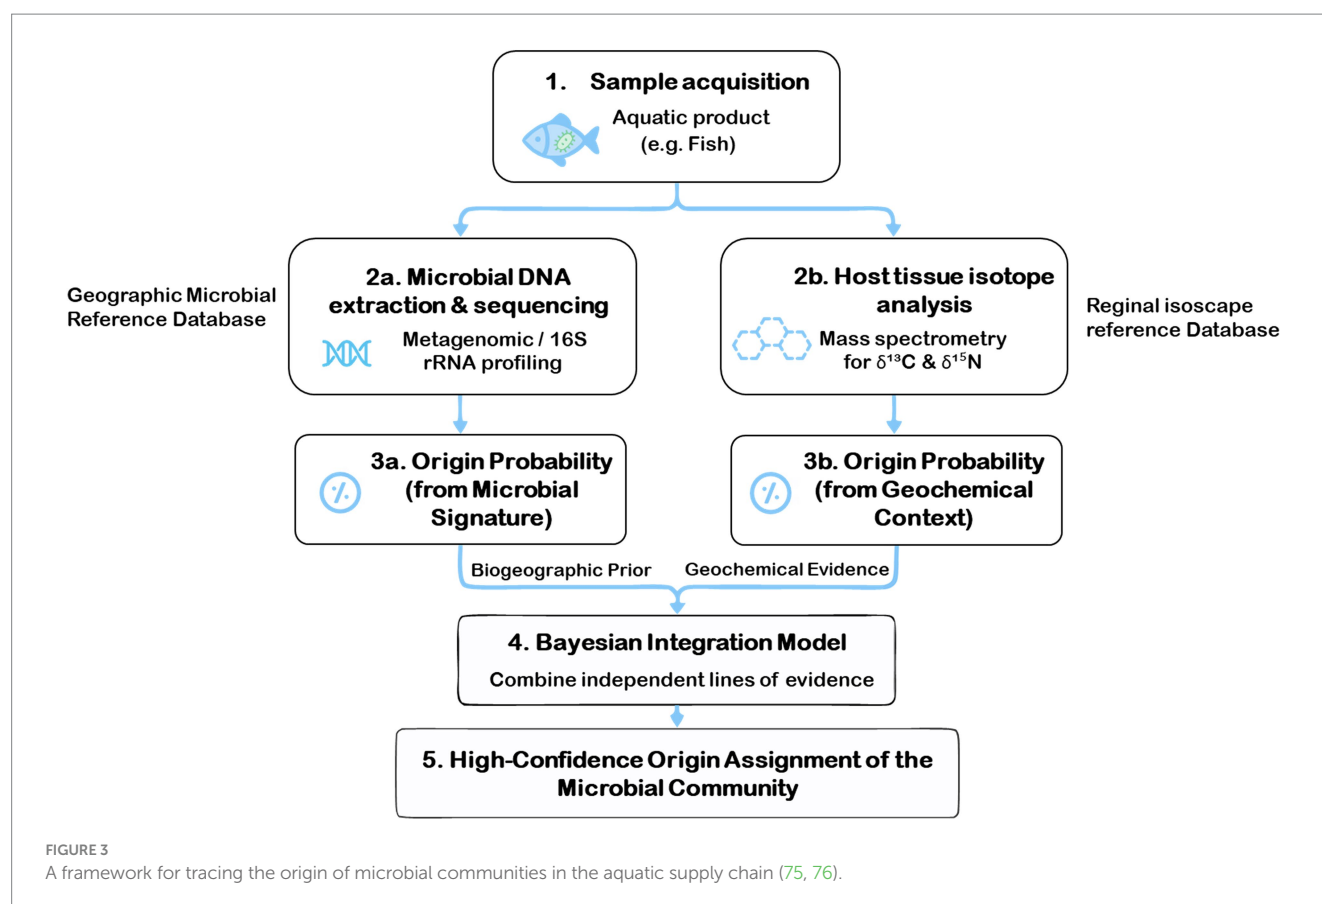 1. Sample acquisition
Aquatic product
(e.g. Fish)
Geographic Microbial
Reference Database
2a. Microbial DNA
extraction & sequencing
Metagenomic / 16S
rRNA profiling
2b. Host tissue isotope
analysis
Mass spectrometry
for δ¹³C & δ¹⁵N
Reginal isoscape
reference Database
3a. Origin Probability
(from Microbial
Signature)
3b. Origin Probability
(from Geochemical
Context)
Biogeographic Prior
Geochemical Evidence
4. Bayesian Integration Model
Combine independent lines of evidence
5. High-Confidence Origin Assignment of the
Microbial Community
FIGURE 3
A framework for tracing the origin of microbial communities in the aquatic supply chain (75, 76).